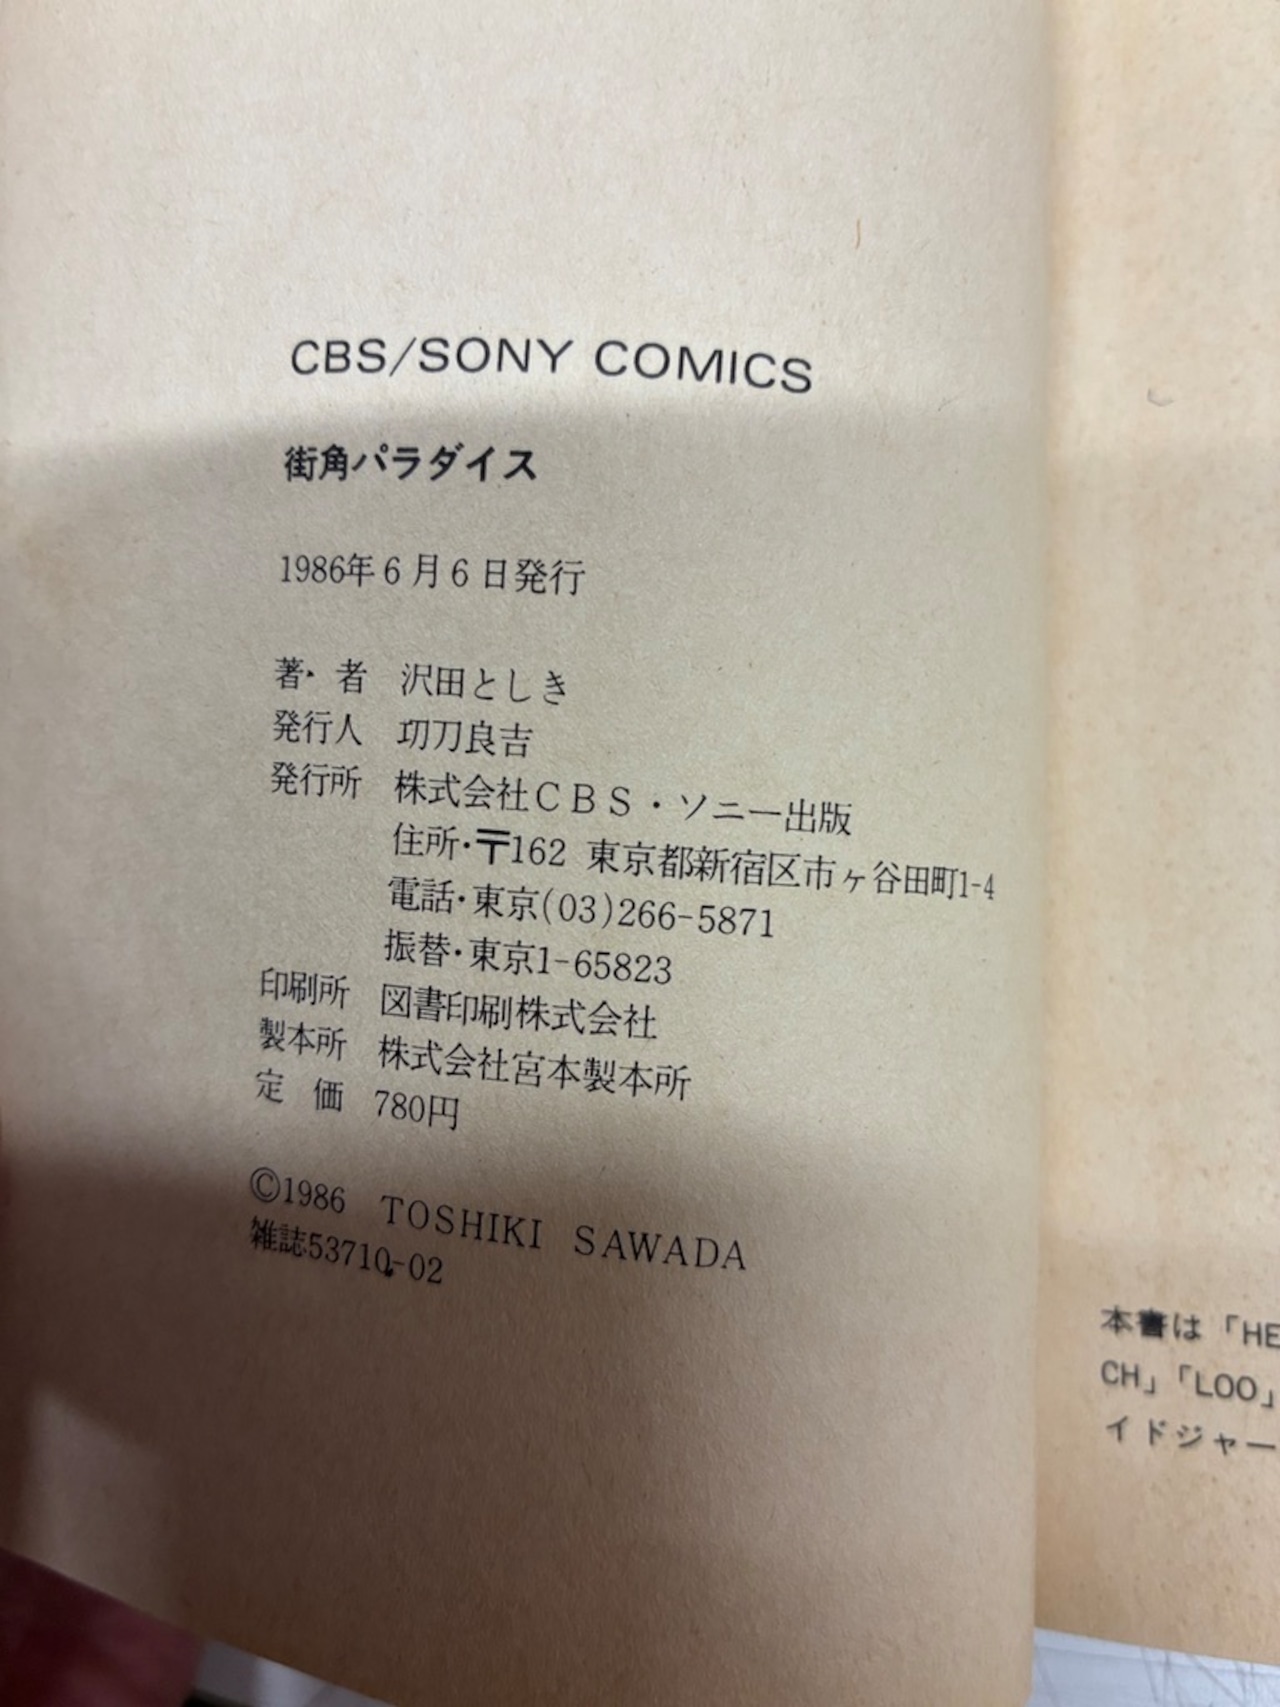 CBS/SONY COMICS
街角パラダイス
1986年6月6日発行
著・者 沢田としき
発行人 功刀良吉
発行所 株式会社CBS・ソニー出版
住所・〒162 東京都新宿区市ヶ谷田町1-4
電話・東京(03)266-5871
振替・東京1-65823
印刷所 図書印刷株式会社
製本所 株式会社宮本製本所
定 価 780円
©1986 TOSHIKI SAWADA
雑誌53710-02
本書は「HE
CH」「LOO」
イドジャー